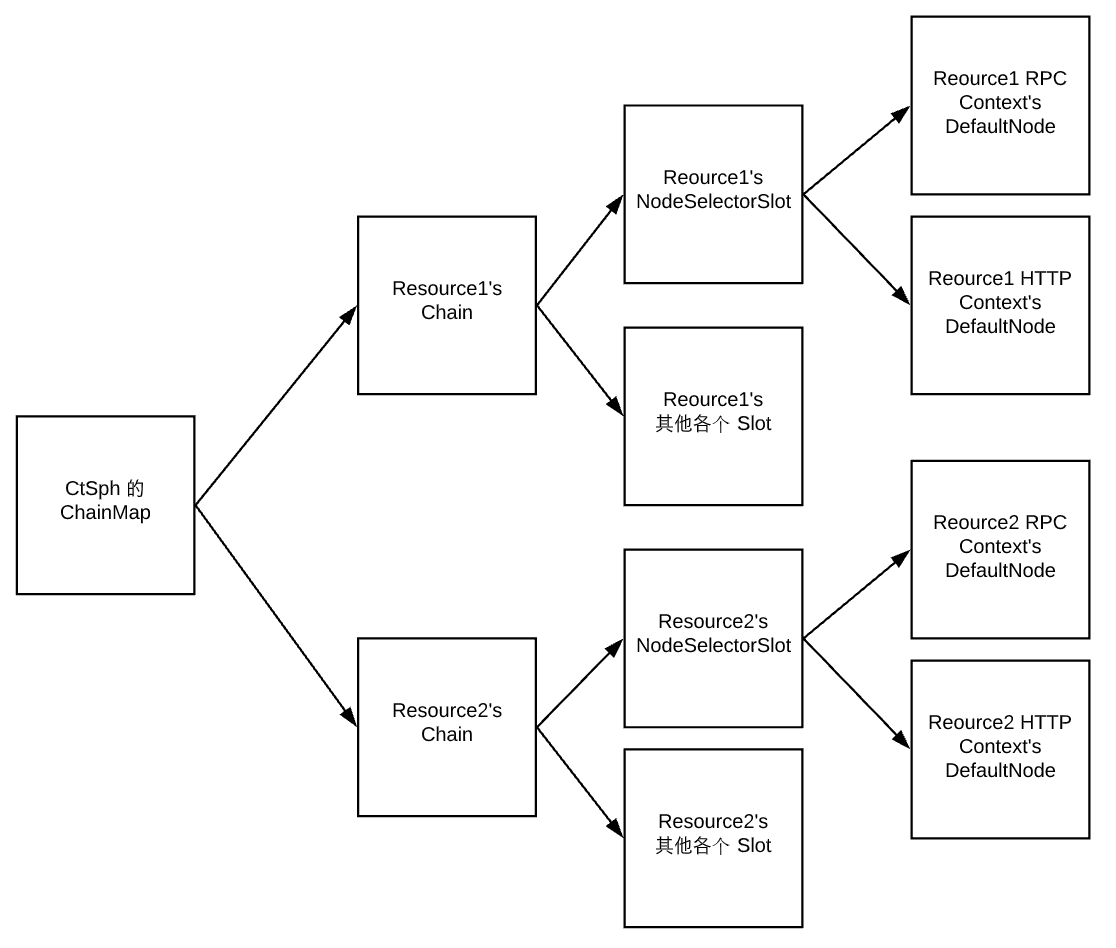 CtSph 的
ChainMap
Resource1's
Chain
Reource1's
NodeSelectorSlot
Reource1 RPC
Context's
DefaultNode
Reource1 HTTP
Context's
DefaultNode
Reource1's
其他各个 Slot
Resource2's
Chain
Resource2's
NodeSelectorSlot
Reource2 RPC
Context's
DefaultNode
Reource2 HTTP
Context's
DefaultNode
Resource2's
其他各个 Slot